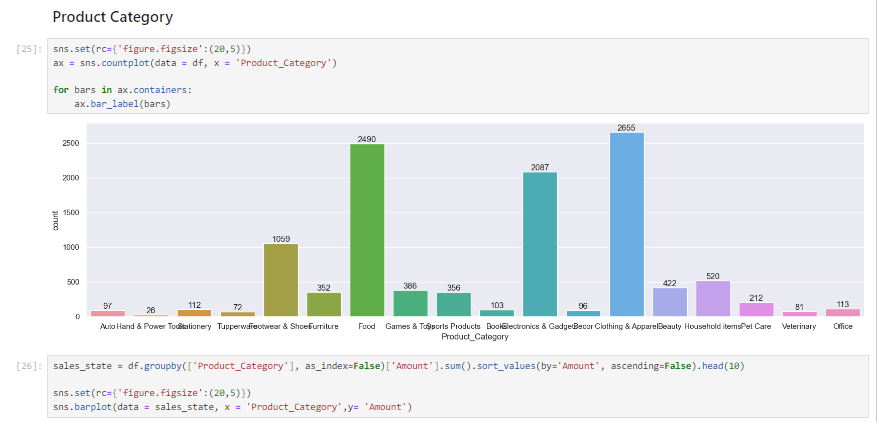 Product Category
[25]: sns.set(rc={'figure.figsize':(20,5)})
ax = sns.countplot(data = df, x = 'Product_Category')
for bars in ax.containers:
    ax.bar_label(bars)
2655
2500
2490
2087
2000
1500
count
1059
1000
500
520
422
386
356
352
212
112
113
97
103
96
72
81
26
0
Auto Hand & Power Tools Stationery Tupperware Footwear & Shoes Furniture Food Games & Toys Sports Products Books Electronics & Gadgets Decor Clothing & Apparel Beauty Household items Pet Care Veterinary Office
Product_Category
[26]: sales_state = df.groupby(['Product_Category'], as_index=False)['Amount'].sum().sort_values(by='Amount', ascending=False).head(10)
sns.set(rc={'figure.figsize':(20,5)})
sns.barplot(data = sales_state, x = 'Product_Category',y= 'Amount')